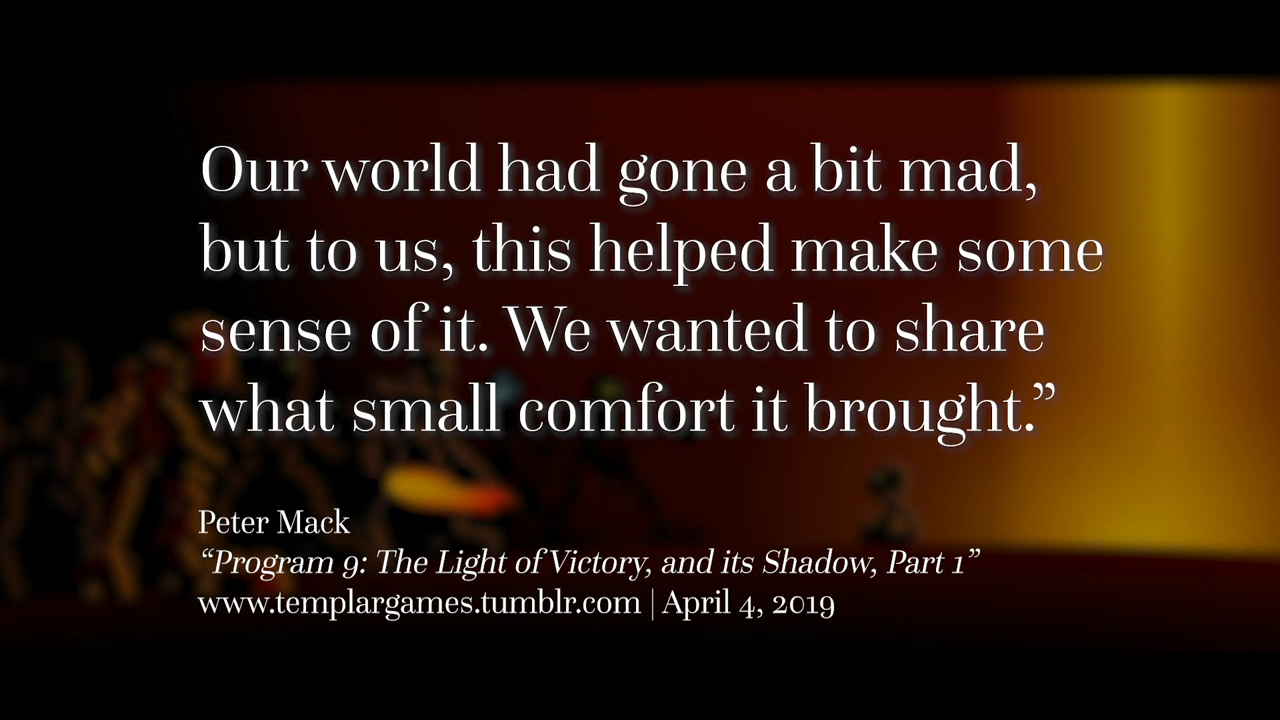 Our world had gone a bit mad,
but to us, this helped make some
sense of it. We wanted to share
what small comfort it brought.”
Peter Mack
“Program 9: The Light of Victory, and its Shadow, Part 1”
www.templargames.tumblr.com | April 4, 2019